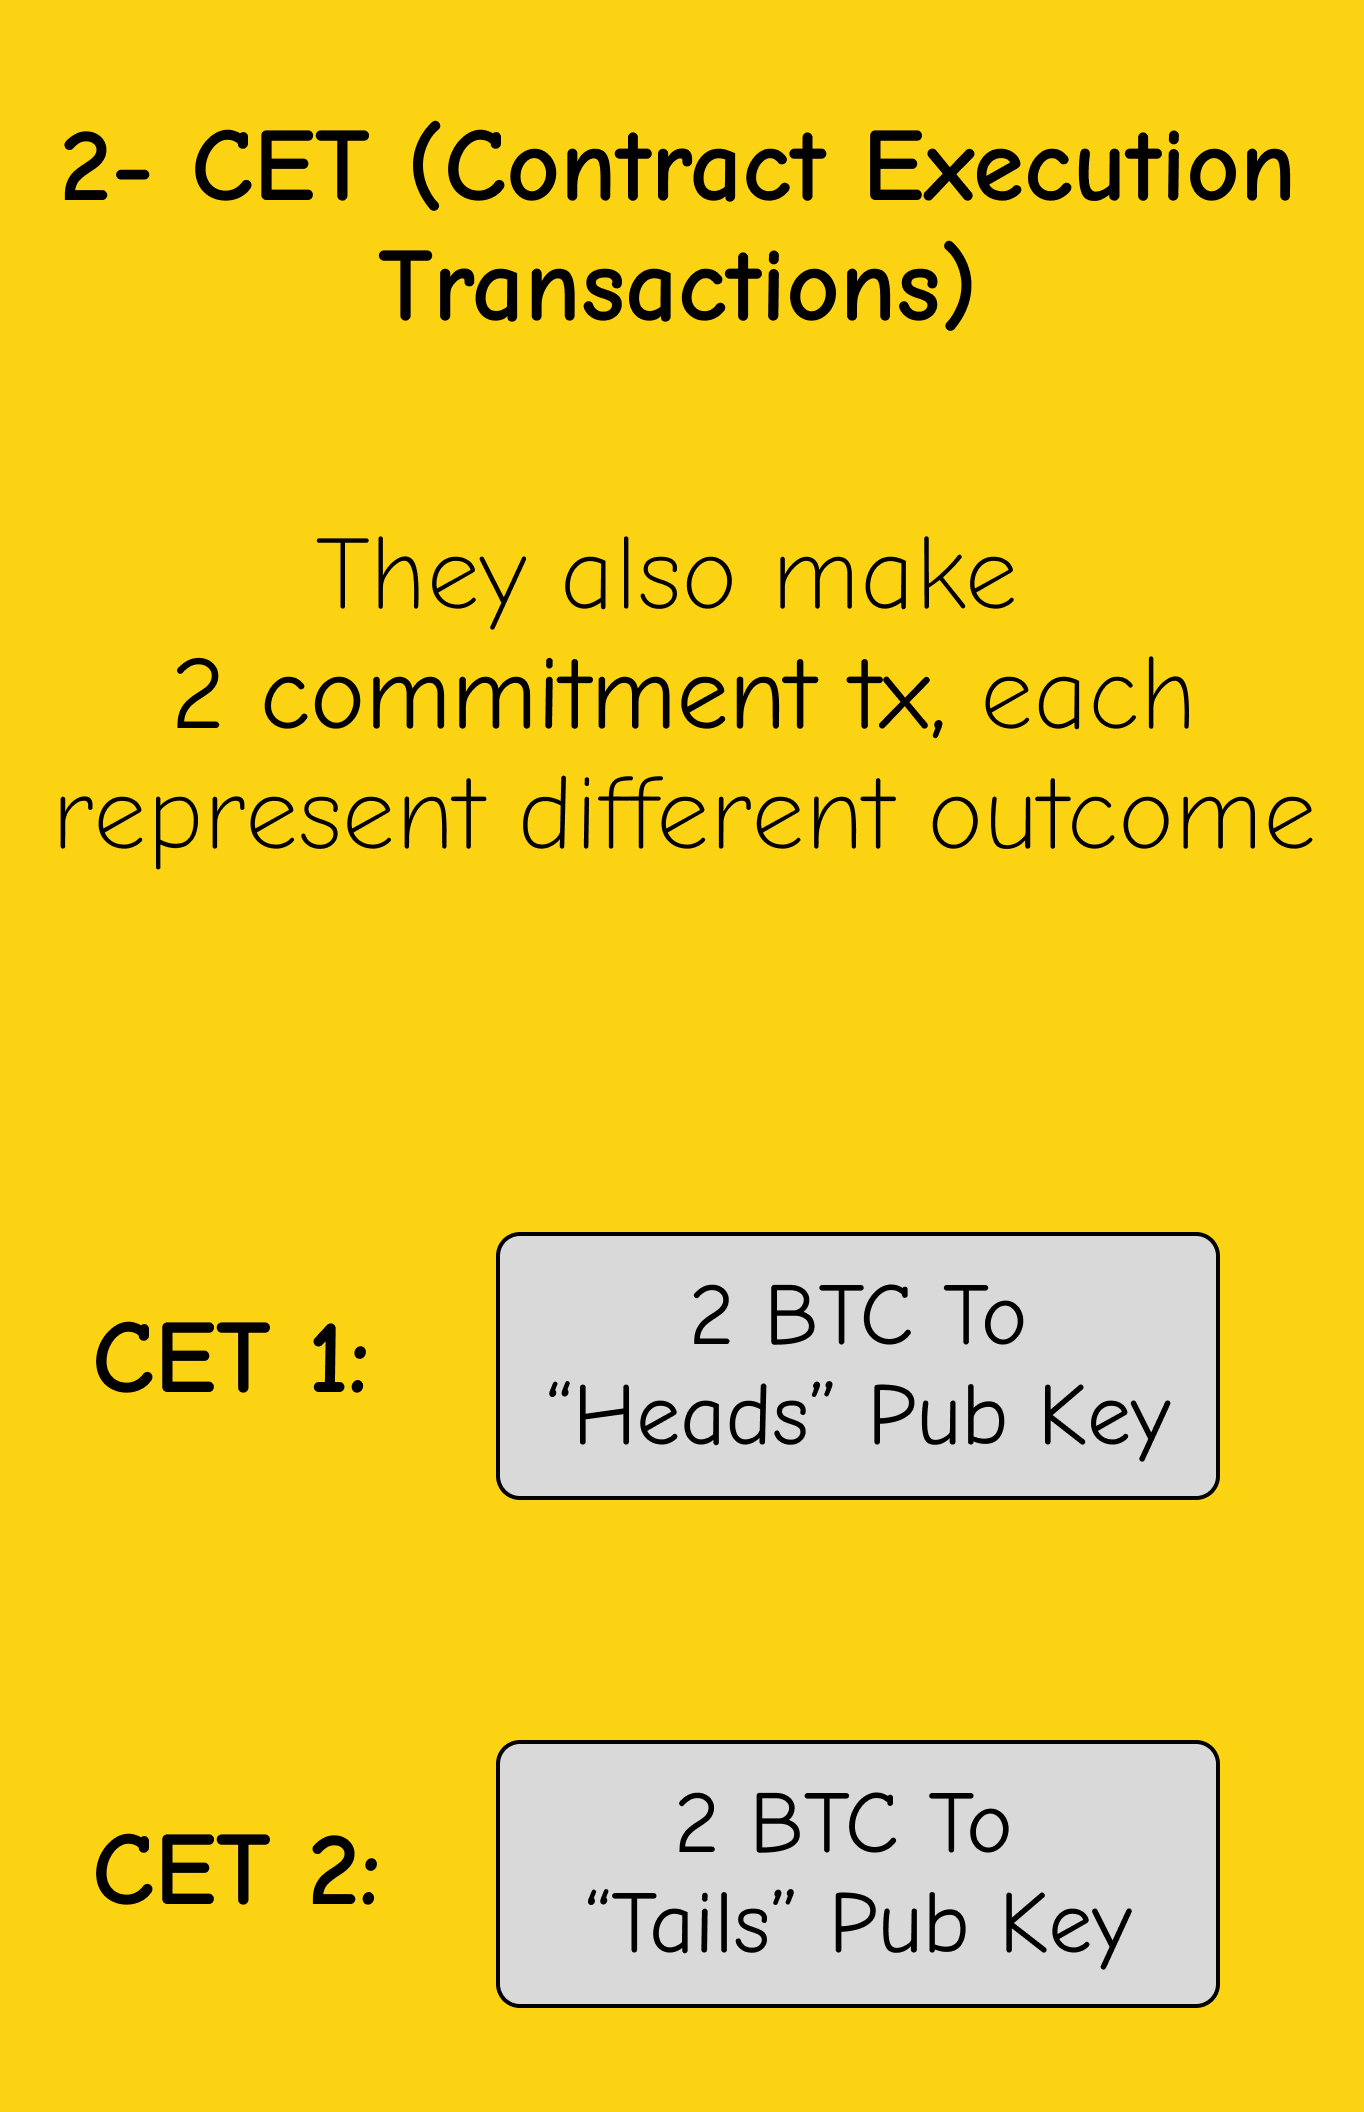 2- CET (Contract Execution
Transactions)
They also make
2 commitment tx, each
represent different outcome
CET 1:
2 BTC To
“Heads” Pub Key
CET 2:
2 BTC To
“Tails” Pub Key